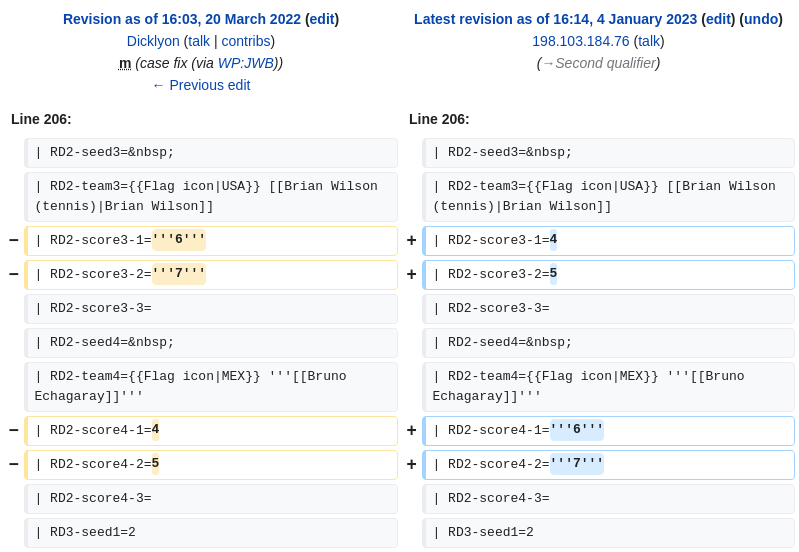 Revision as of 16:03, 20 March 2022 (edit)
Dicklyon (talk | contribs)
m (case fix (via WP:JWB))
← Previous edit
Latest revision as of 16:14, 4 January 2023 (edit) (undo)
198.103.184.76 (talk)
(→Second qualifier)
Line 206:
Line 206:
| RD2-seed3=&nbsp;
| RD2-seed3=&nbsp;
| RD2-team3={{Flag icon|USA}} [[Brian Wilson
(tennis)|Brian Wilson]]
| RD2-team3={{Flag icon|USA}} [[Brian Wilson
(tennis)|Brian Wilson]]
− | RD2-score3-1='''6'''
+ | RD2-score3-1=4
− | RD2-score3-2='''7'''
+ | RD2-score3-2=5
| RD2-score3-3=
| RD2-score3-3=
| RD2-seed4=&nbsp;
| RD2-seed4=&nbsp;
| RD2-team4={{Flag icon|MEX}} '''[[Bruno
Echagaray]]'''
| RD2-team4={{Flag icon|MEX}} '''[[Bruno
Echagaray]]'''
− | RD2-score4-1=4
+ | RD2-score4-1='''6'''
− | RD2-score4-2=5
+ | RD2-score4-2='''7'''
| RD2-score4-3=
| RD2-score4-3=
| RD3-seed1=2
| RD3-seed1=2